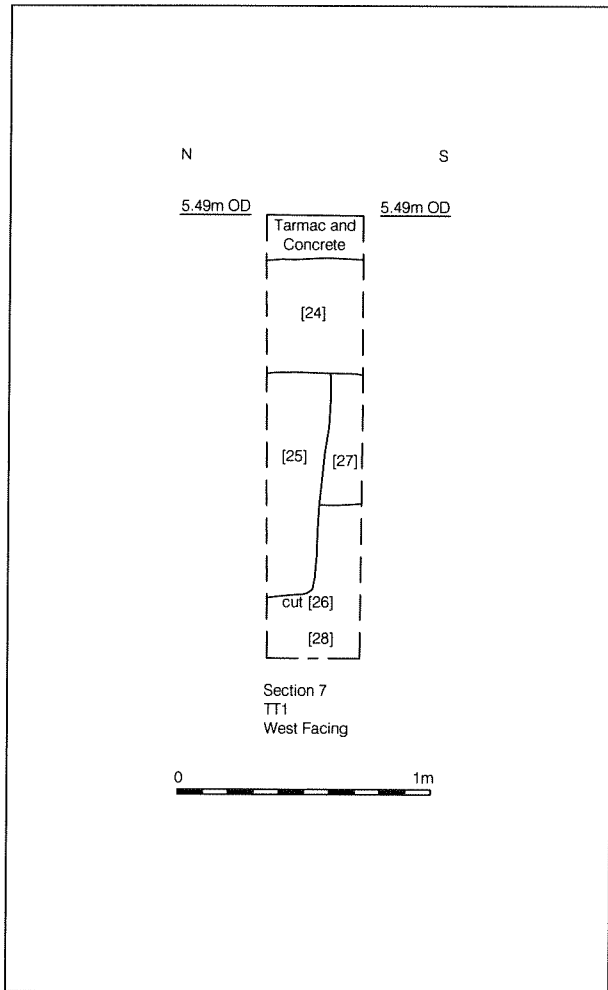 N S
5.49m OD 5.49m OD
Tarmac and
Concrete
[24]
[25] [27]
cut [26]
[28]
Section 7
TT1
West Facing
0 1m